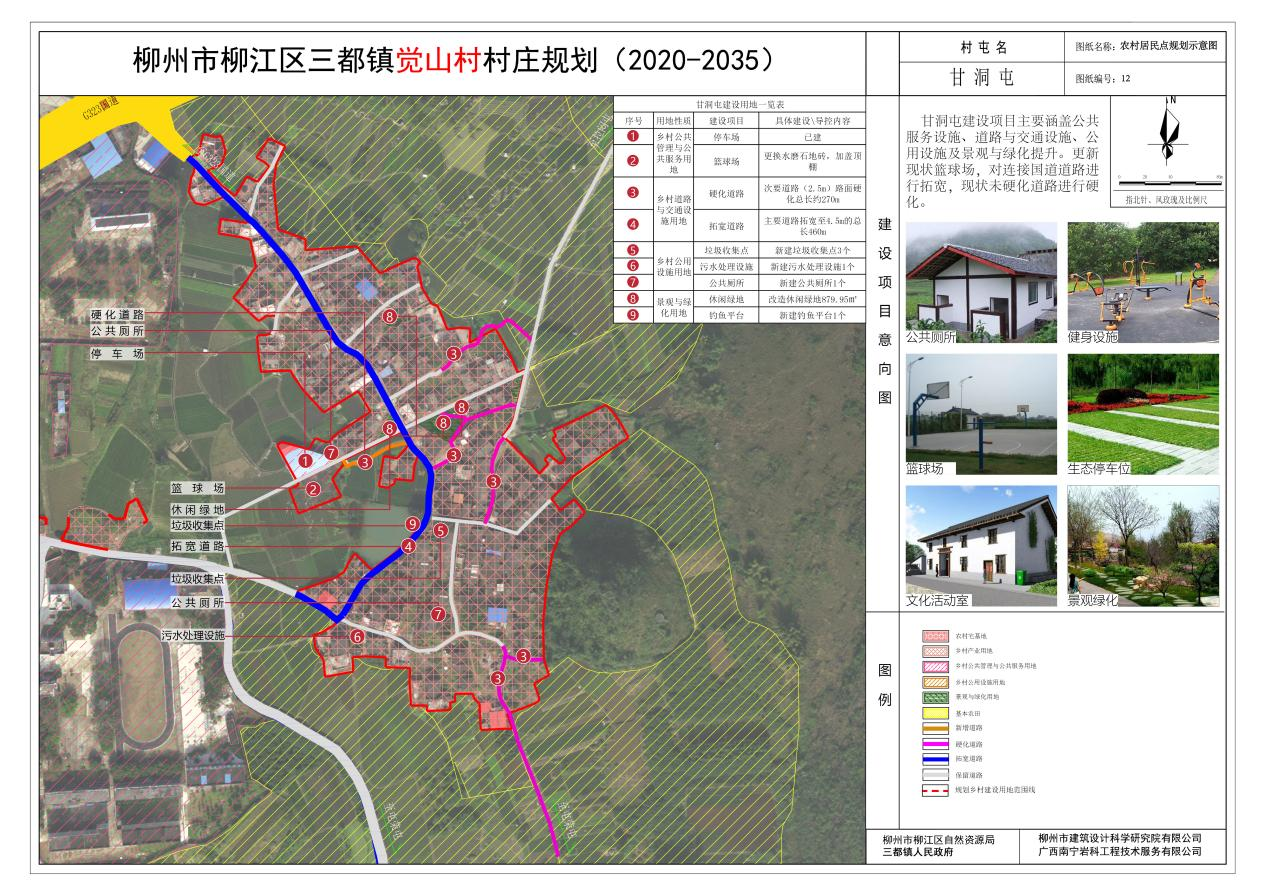 柳州市柳江区三都镇觉山村村庄规划（2020-2035）
村屯名
甘洞屯
图纸名称：农村居民点规划示意图
图纸编号：12
G323国道
甘洞屯建设用地一览表
序号 用地性质 建设项目 具体建设\导控内容
1 乡村公共管理与公共服务用地 停车场 已建
2 篮球场 更换水磨石地砖，加盖顶棚
3 乡村道路与交通设施用地 硬化道路 次要道路（2.5m）路面硬化总长约270m
4 拓宽道路 主要道路拓宽至4.5m的总长460m
5 乡村公用设施用地 垃圾收集点 新建垃圾收集点3个
6 污水处理设施 新建污水处理设施1个
7 公共厕所 新建公共厕所1个
8 景观与绿化用地 休闲绿地 改造休闲绿地879.95㎡
9 钓鱼平台 新建钓鱼平台1个
硬化道路
公共厕所
停车场
篮球场
休闲绿地
垃圾收集点
拓宽道路
垃圾收集点
公共厕所
污水处理设施
8
3
8
8
8
1
7
3
2
3
3
9
5
4
7
6
3
3
建设项目意向图
甘洞屯建设项目主要涵盖公共
服务设施、道路与交通设施、公
用设施及景观与绿化提升。更新
现状篮球场，对连接国道道路进
行拓宽，现状未硬化道路进行硬
化。
N
指北针、风玫瑰及比例尺
公共厕所
健身设施
篮球场
生态停车位
文化活动室
景观绿化
图例
农村宅基地
乡村产业用地
乡村公共管理与公共服务用地
乡村公用设施用地
景观与绿化用地
基本农田
新增道路
硬化道路
拓宽道路
保留道路
规划乡村建设用地范围线
柳州市柳江区自然资源局
三都镇人民政府
柳州市建筑设计科学研究院有限公司
广西南宁岩科工程技术服务有限公司